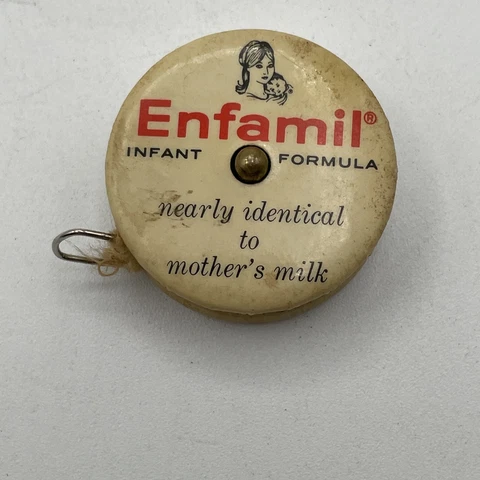 Enfamil®
INFANT FORMULA
nearly identical
to
mother's milk